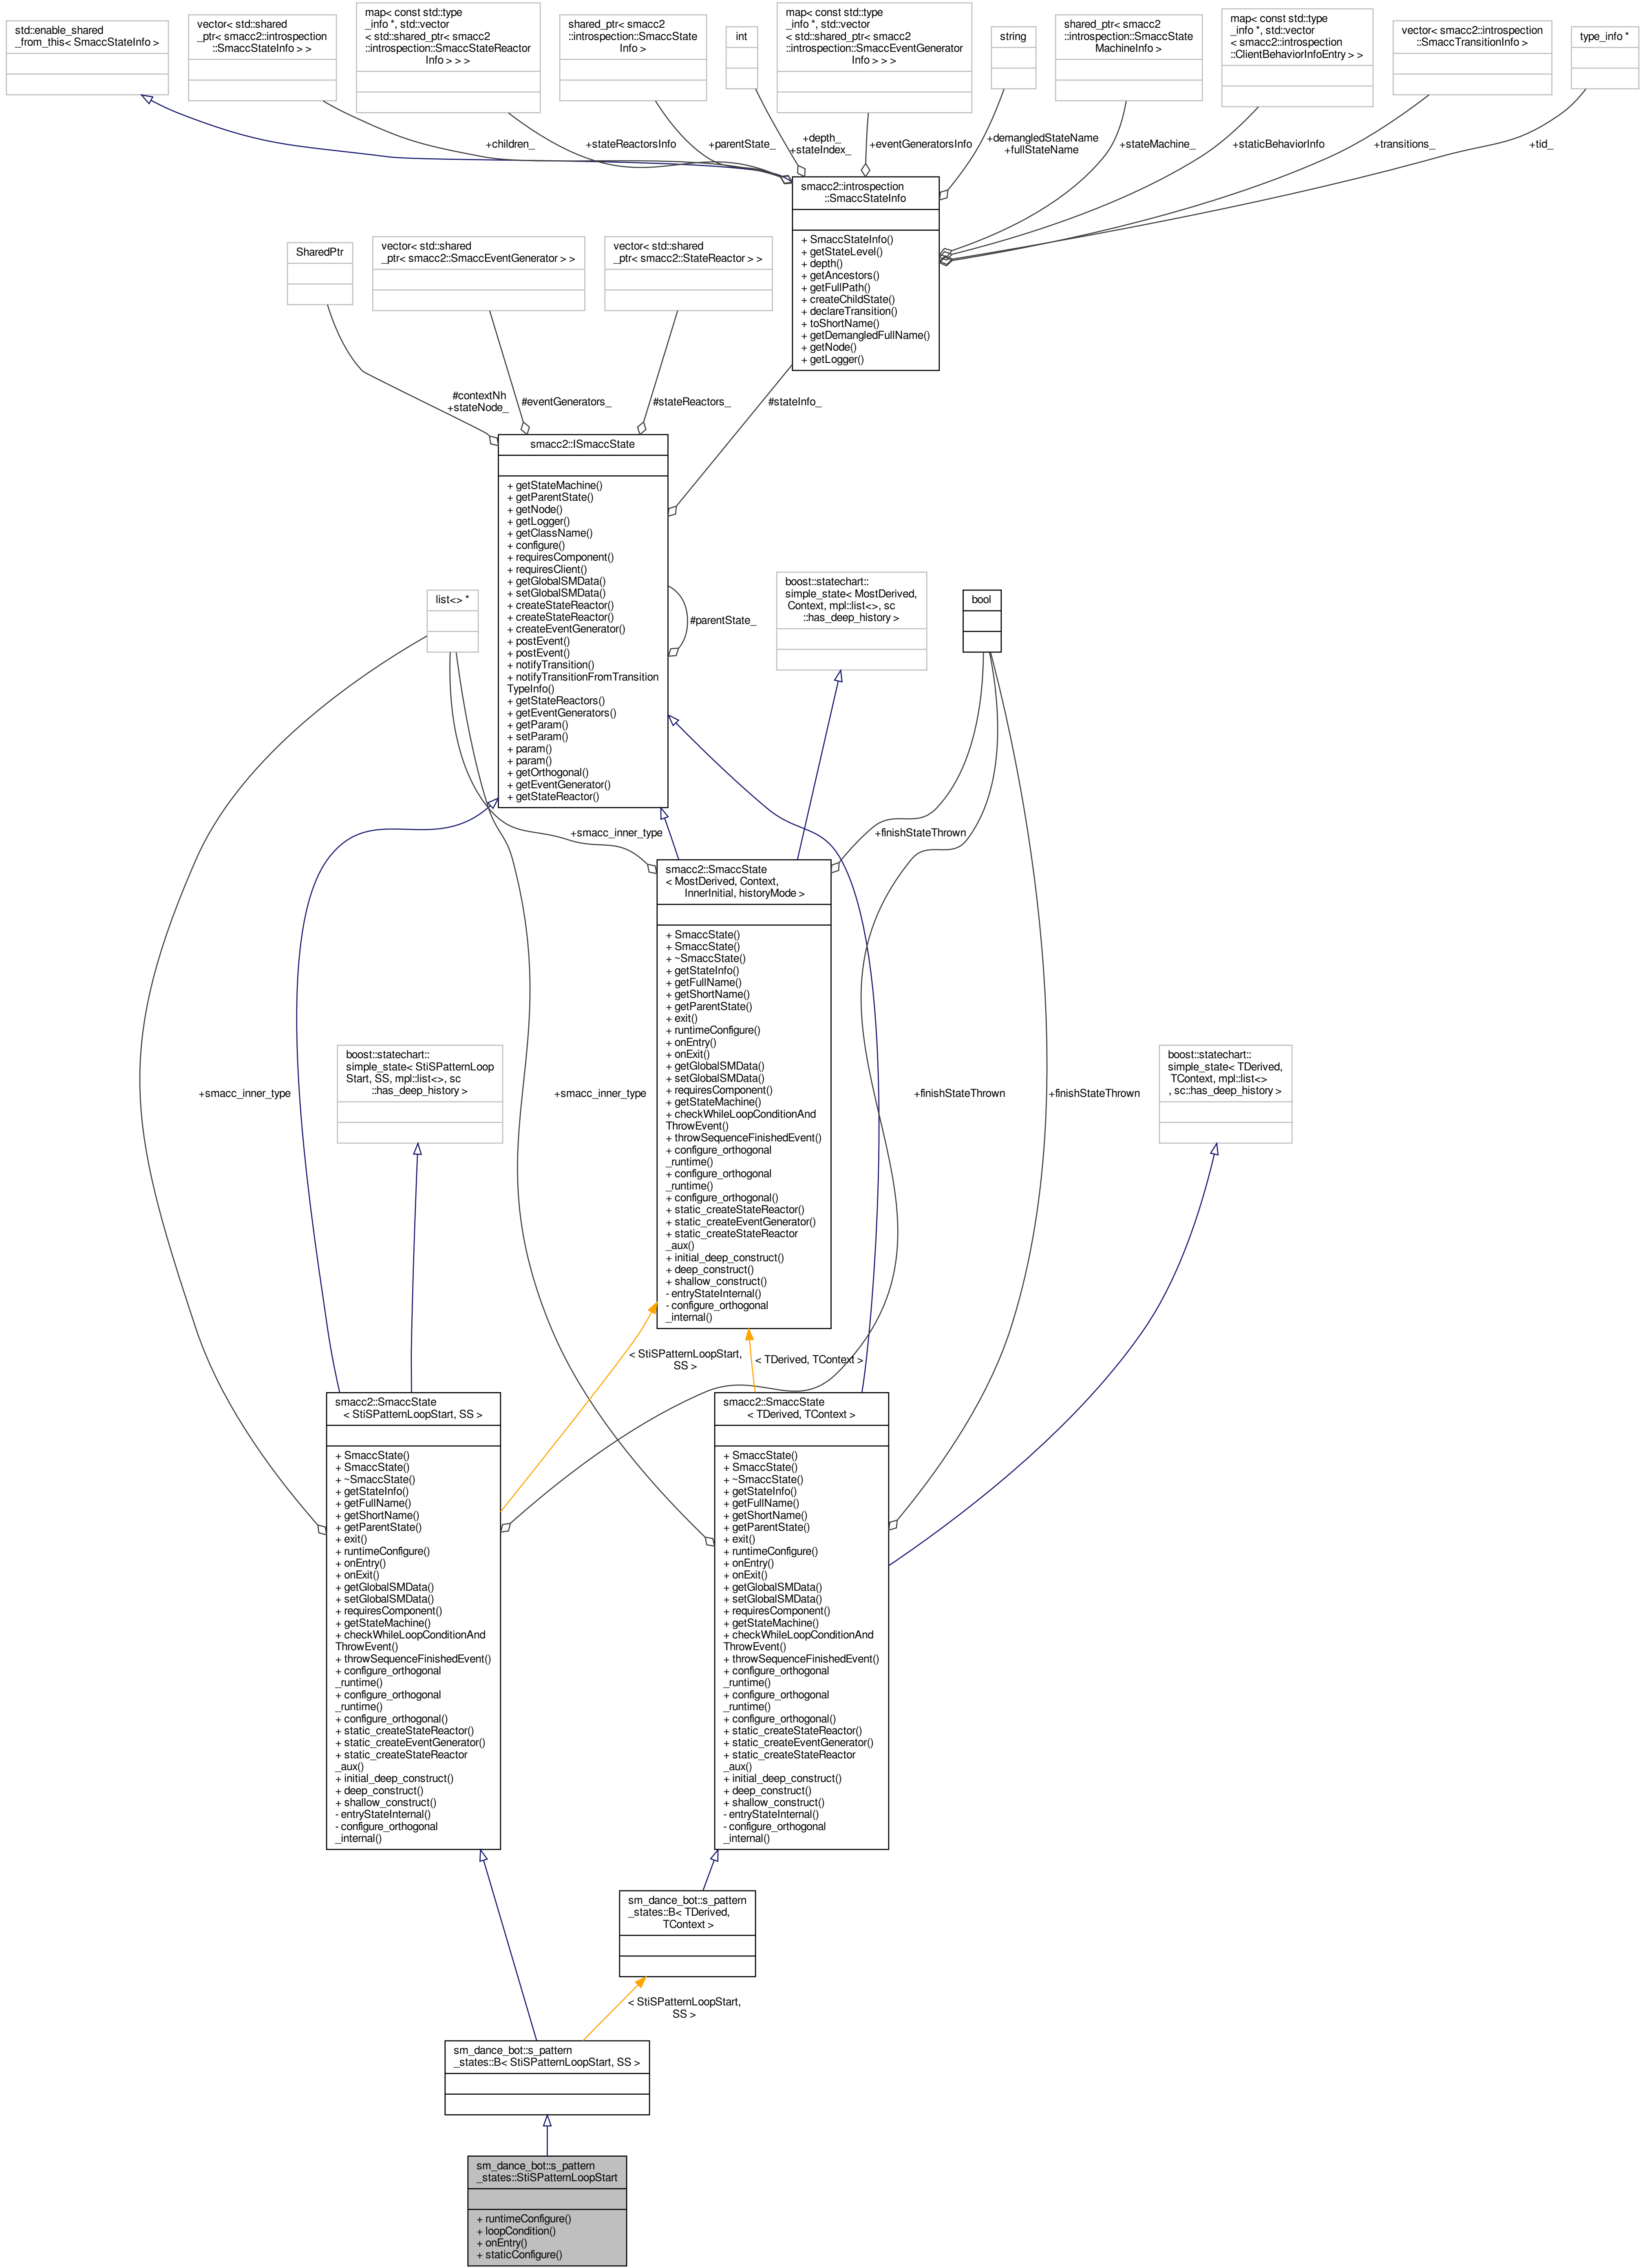 std::enable_shared
_from_this< SmaccStateInfo >
vector< std::shared
_ptr< smacc2::introspection
::SmaccStateInfo > >
map< const std::type
_info *, std::vector
< std::shared_ptr< smacc2
::introspection::SmaccStateReactor
Info > > >
shared_ptr< smacc2
::introspection::SmaccState
Info >
int
map< const std::type
_info *, std::vector
< std::shared_ptr< smacc2
::introspection::SmaccEventGenerator
Info > > >
string
shared_ptr< smacc2
::introspection::SmaccState
MachineInfo >
map< const std::type
_info *, std::vector
< smacc2::introspection
::ClientBehaviorInfoEntry > >
vector< smacc2::introspection
::SmaccTransitionInfo >
type_info *
+children_
+stateReactorsInfo
+parentState_
+depth_
+stateIndex_
+eventGeneratorsInfo
+demangledStateName
+fullStateName
+stateMachine_
+staticBehaviorInfo
+transitions_
+tid_
smacc2::introspection
::SmaccStateInfo
+ SmaccStateInfo()
+ getStateLevel()
+ depth()
+ getAncestors()
+ getFullPath()
+ createChildState()
+ declareTransition()
+ toShortName()
+ getDemangledFullName()
+ getNode()
+ getLogger()
SharedPtr
vector< std::shared
_ptr< smacc2::SmaccEventGenerator > >
vector< std::shared
_ptr< smacc2::StateReactor > >
#contextNh
+stateNode_
#eventGenerators_
#stateReactors_
#stateInfo_
smacc2::ISmaccState
+ getStateMachine()
+ getParentState()
+ getNode()
+ getLogger()
+ getClassName()
+ configure()
+ requiresComponent()
+ requiresClient()
+ getGlobalSMData()
+ setGlobalSMData()
+ createStateReactor()
+ createStateReactor()
+ createEventGenerator()
+ postEvent()
+ postEvent()
+ notifyTransition()
+ notifyTransitionFromTransition
TypeInfo()
+ getStateReactors()
+ getEventGenerators()
+ getParam()
+ setParam()
+ param()
+ param()
+ getOrthogonal()
+ getEventGenerator()
+ getStateReactor()
#parentState_
list<> *
boost::statechart::
simple_state< MostDerived,
Context, mpl::list<>, sc
::has_deep_history >
bool
+smacc_inner_type
+finishStateThrown
smacc2::SmaccState
< MostDerived, Context,
InnerInitial, historyMode >
+ SmaccState()
+ SmaccState()
+ ~SmaccState()
+ getStateInfo()
+ getFullName()
+ getShortName()
+ getParentState()
+ exit()
+ runtimeConfigure()
+ onEntry()
+ onExit()
+ getGlobalSMData()
+ setGlobalSMData()
+ requiresComponent()
+ getStateMachine()
+ checkWhileLoopConditionAnd
ThrowEvent()
+ throwSequenceFinishedEvent()
+ configure_orthogonal
_runtime()
+ configure_orthogonal
_runtime()
+ configure_orthogonal()
+ static_createStateReactor()
+ static_createEventGenerator()
+ static_createStateReactor
_aux()
+ initial_deep_construct()
+ deep_construct()
+ shallow_construct()
- entryStateInternal()
- configure_orthogonal
_internal()
boost::statechart::
simple_state< StiSPatternLoop
Start, SS, mpl::list<>, sc
::has_deep_history >
boost::statechart::
simple_state< TDerived,
TContext, mpl::list<>
, sc::has_deep_history >
+smacc_inner_type
+smacc_inner_type
+finishStateThrown
+finishStateThrown
< StiSPatternLoopStart,
SS >
< TDerived, TContext >
smacc2::SmaccState
< StiSPatternLoopStart, SS >
+ SmaccState()
+ SmaccState()
+ ~SmaccState()
+ getStateInfo()
+ getFullName()
+ getShortName()
+ getParentState()
+ exit()
+ runtimeConfigure()
+ onEntry()
+ onExit()
+ getGlobalSMData()
+ setGlobalSMData()
+ requiresComponent()
+ getStateMachine()
+ checkWhileLoopConditionAnd
ThrowEvent()
+ throwSequenceFinishedEvent()
+ configure_orthogonal
_runtime()
+ configure_orthogonal
_runtime()
+ configure_orthogonal()
+ static_createStateReactor()
+ static_createEventGenerator()
+ static_createStateReactor
_aux()
+ initial_deep_construct()
+ deep_construct()
+ shallow_construct()
- entryStateInternal()
- configure_orthogonal
_internal()
smacc2::SmaccState
< TDerived, TContext >
+ SmaccState()
+ SmaccState()
+ ~SmaccState()
+ getStateInfo()
+ getFullName()
+ getShortName()
+ getParentState()
+ exit()
+ runtimeConfigure()
+ onEntry()
+ onExit()
+ getGlobalSMData()
+ setGlobalSMData()
+ requiresComponent()
+ getStateMachine()
+ checkWhileLoopConditionAnd
ThrowEvent()
+ throwSequenceFinishedEvent()
+ configure_orthogonal
_runtime()
+ configure_orthogonal
_runtime()
+ configure_orthogonal()
+ static_createStateReactor()
+ static_createEventGenerator()
+ static_createStateReactor
_aux()
+ initial_deep_construct()
+ deep_construct()
+ shallow_construct()
- entryStateInternal()
- configure_orthogonal
_internal()
sm_dance_bot::s_pattern
_states::B< TDerived,
TContext >
< StiSPatternLoopStart,
SS >
sm_dance_bot::s_pattern
_states::B< StiSPatternLoopStart, SS >
sm_dance_bot::s_pattern
_states::StiSPatternLoopStart
+ runtimeConfigure()
+ loopCondition()
+ onEntry()
+ staticConfigure()